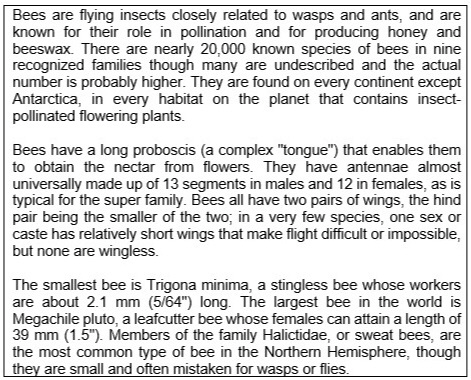 Bees are flying insects closely related to wasps and ants, and are
known for their role in pollination and for producing honey and
beeswax. There are nearly 20,000 known species of bees in nine
recognized families though many are undescribed and the actual
number is probably higher. They are found on every continent except
Antarctica, in every habitat on the planet that contains insect-
pollinated flowering plants.

Bees have a long proboscis (a complex "tongue") that enables them
to obtain the nectar from flowers. They have antennae almost
universally made up of 13 segments in males and 12 in females, as is
typical for the super family. Bees all have two pairs of wings, the hind
pair being the smaller of the two; in a very few species, one sex or
caste has relatively short wings that make flight difficult or impossible,
but none are wingless.

The smallest bee is Trigona minima, a stingless bee whose workers
are about 2.1 mm (5/64") long. The largest bee in the world is
Megachile pluto, a leafcutter bee whose females can attain a length of
39 mm (1.5"). Members of the family Halictidae, or sweat bees, are
the most common type of bee in the Northern Hemisphere, though
they are small and often mistaken for wasps or flies.